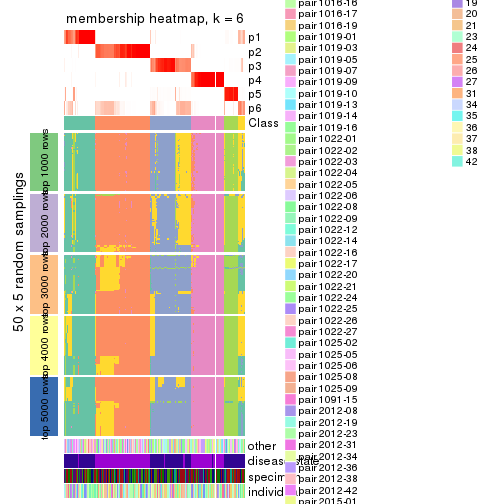 membership heatmap, k = 6
p1
p2
p3
p4
p5
p6
Class
50 x 5 random samplings
top 1000 rows
top 2000 rows
top 3000 rows
top 4000 rows
top 5000 rows
other
disease.state
individual
pair1016-16
pair1016-17
pair1016-19
pair1019-01
pair1019-03
pair1019-05
pair1019-07
pair1019-09
pair1019-10
pair1019-13
pair1019-14
pair1019-16
pair1022-01
pair1022-02
pair1022-03
pair1022-04
pair1022-05
pair1022-06
pair1022-08
pair1022-09
pair1022-12
pair1022-14
pair1022-16
pair1022-17
pair1022-20
pair1022-21
pair1022-24
pair1022-25
pair1022-26
pair1022-27
pair1025-02
pair1025-05
pair1025-06
pair1025-08
pair1025-09
pair1091-15
pair2012-08
pair2012-19
pair2012-23
pair2012-31
pair2012-34
pair2012-36
pair2012-38
pair2012-42
pair2015-01
19
20
21
23
24
25
26
27
31
34
35
36
37
38
42